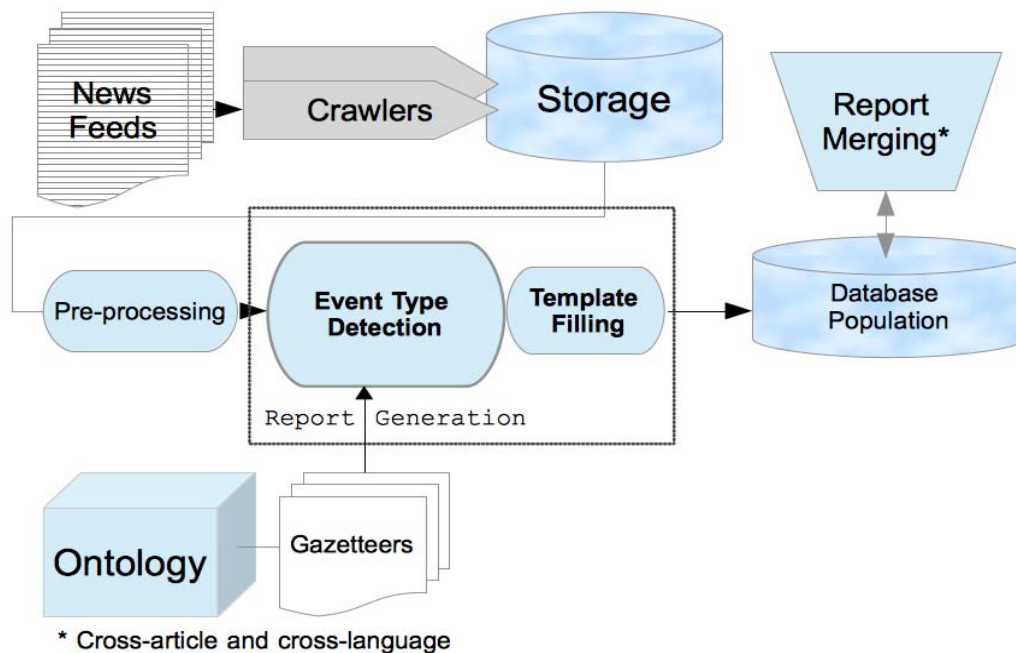 News
Feeds
Crawlers
Storage
Report
Merging*
Pre-processing
Event Type
Detection
Template
Filling
Database
Population
Report Generation
Ontology
Gazetteers
* Cross-article and cross-language